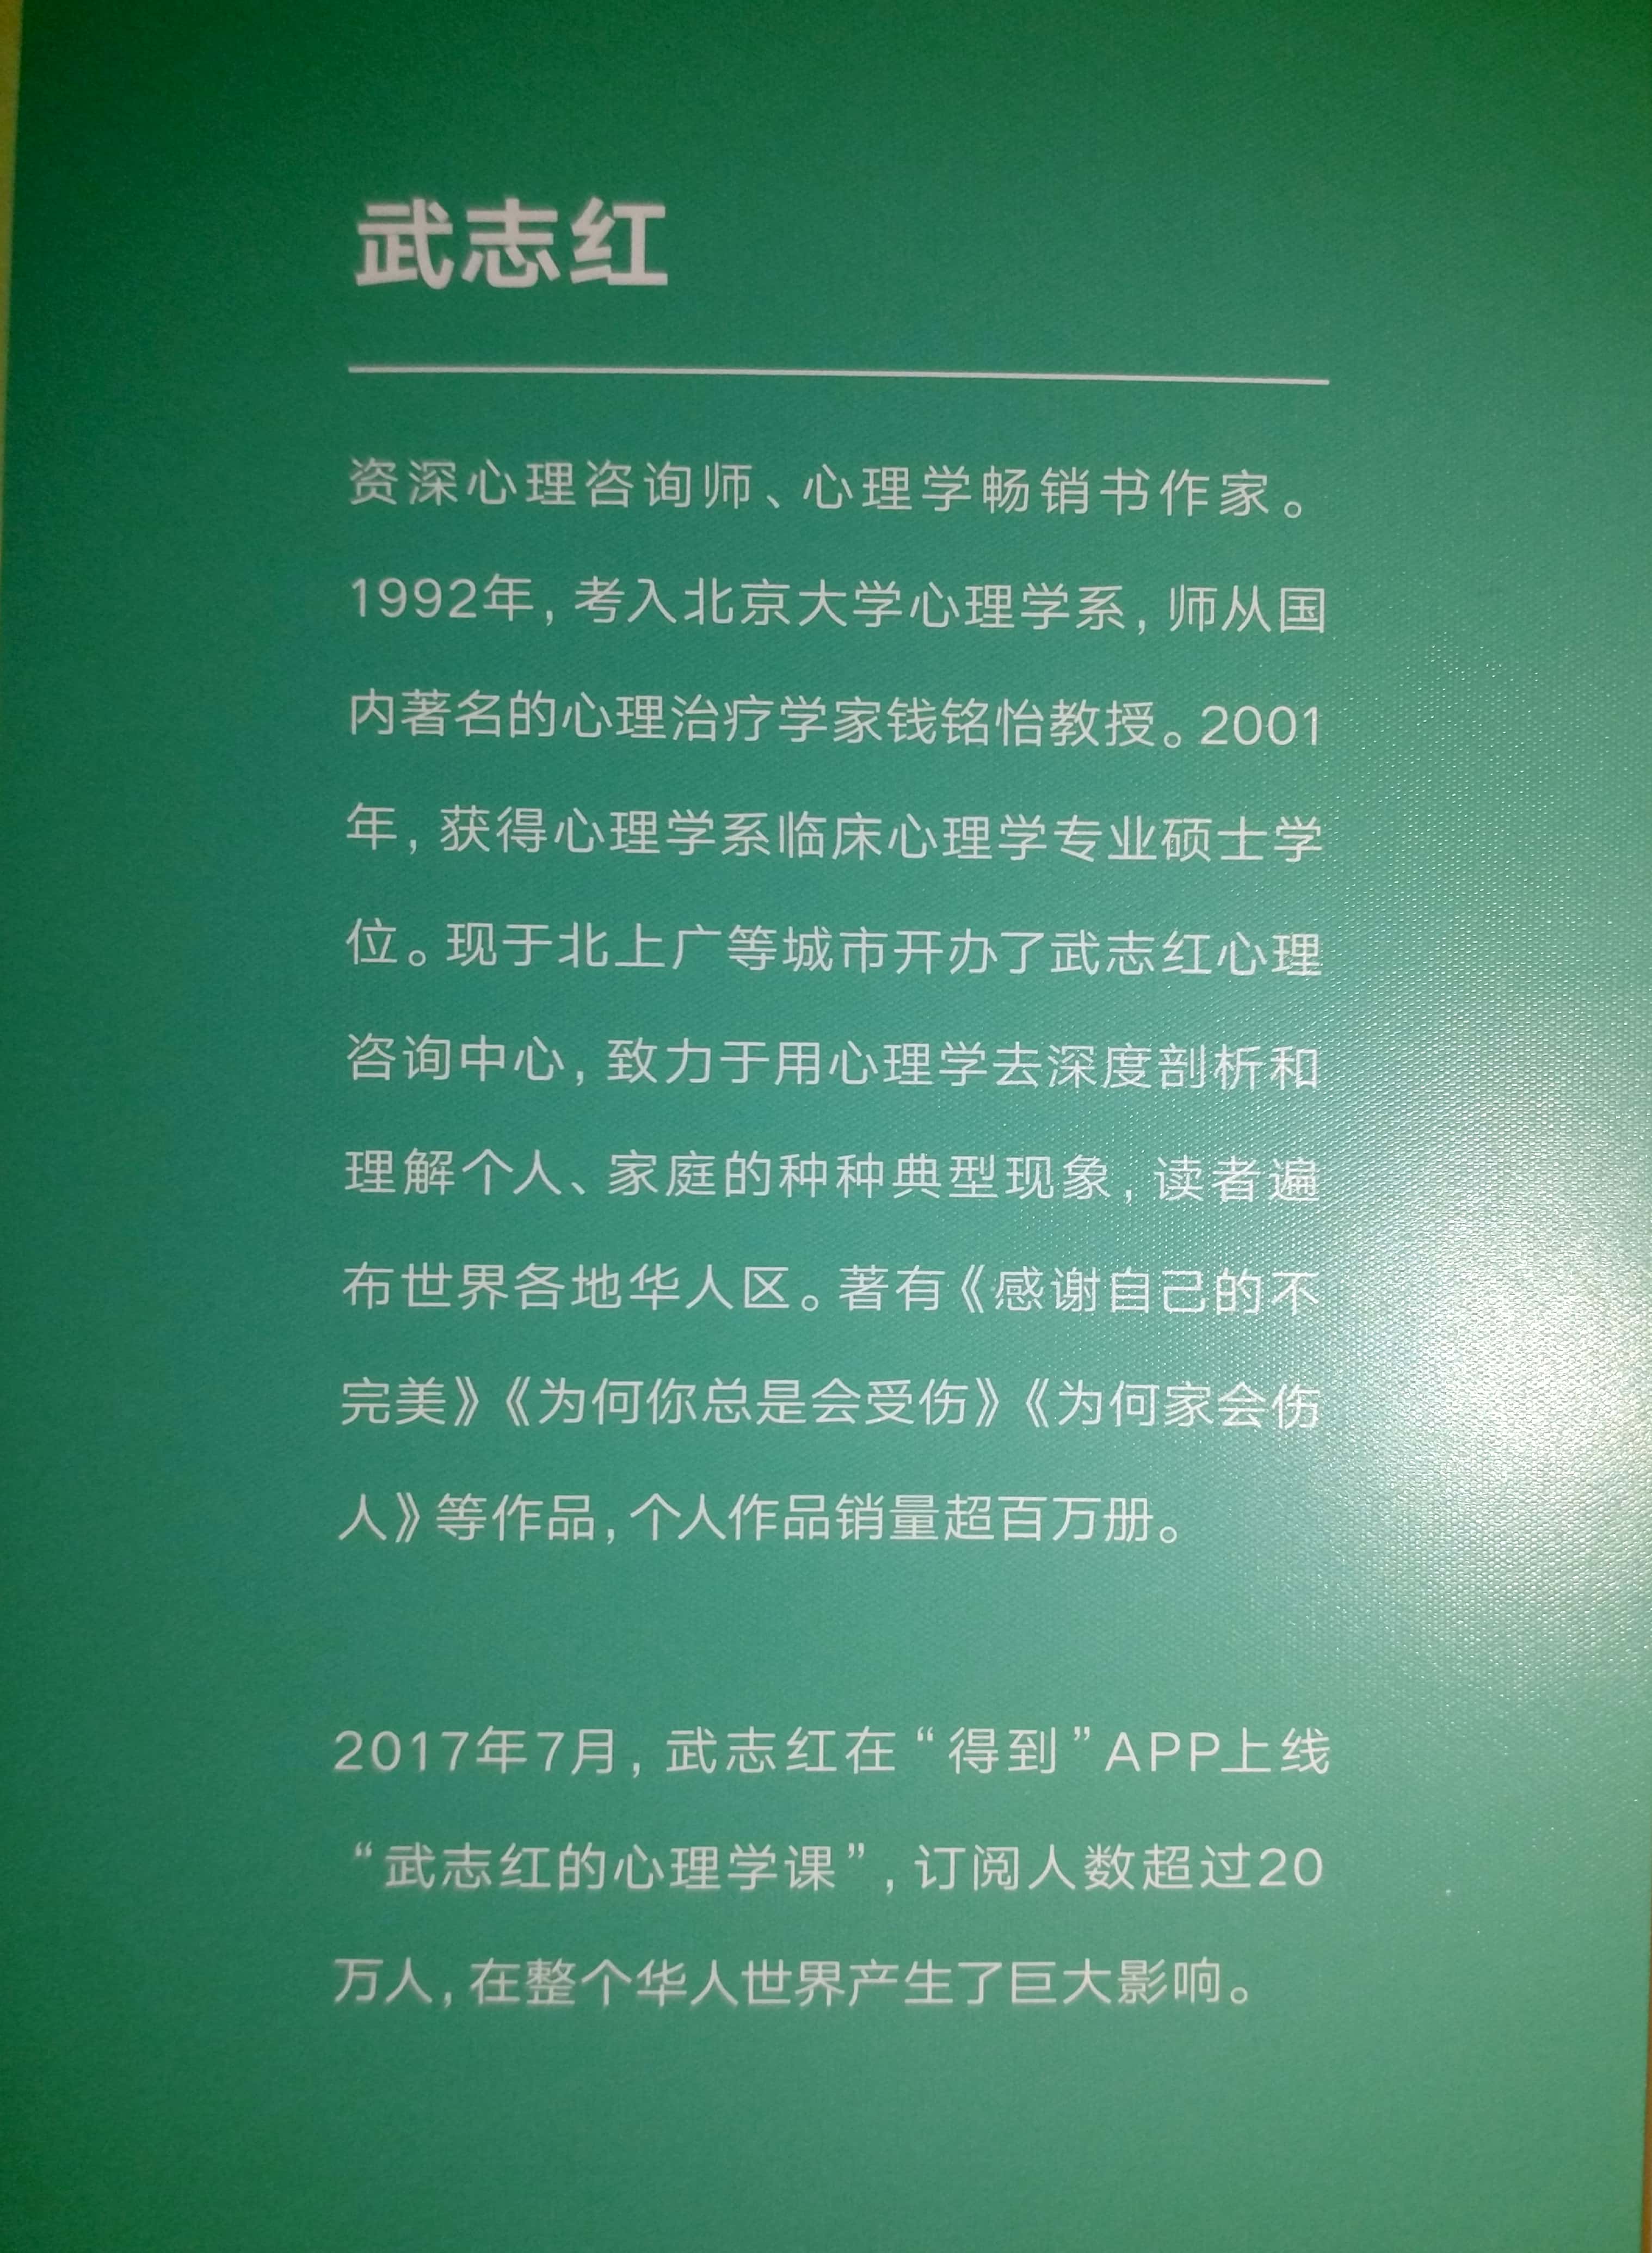 武志红
资深心理咨询师、心理学畅销书作家。
1992年，考入北京大学心理学系，师从国
内著名的心理治疗学家钱铭怡教授。2001
年，获得心理学系临床心理学专业硕士学
位。现于北上广等城市开办了武志红心理
咨询中心，致力于用心理学去深度剖析和
理解个人、家庭的种种典型现象，读者遍
布世界各地华人区。著有《感谢自己的不
完美》《为何你总是会受伤》《为何家会伤
人》等作品，个人作品销量超百万册。
2017年7月，武志红在“得到”APP上线
“武志红的心理学课”，订阅人数超过20
万人，在整个华人世界产生了巨大影响。